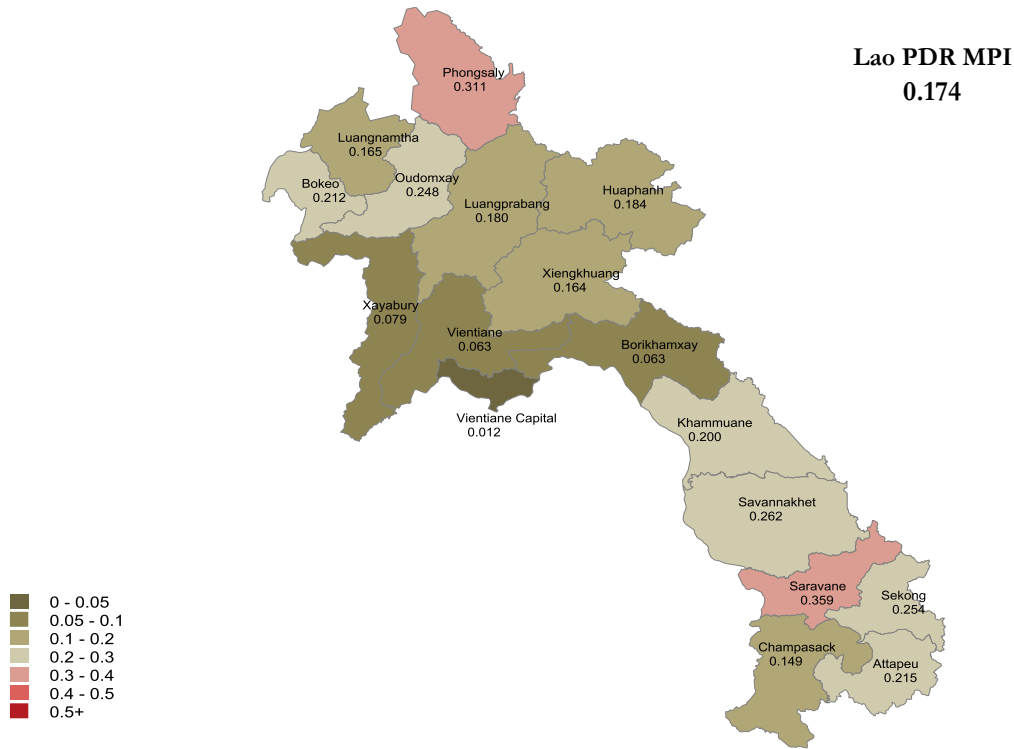 Lao PDR MPI
0.174
Phongsaly
0.311
Luangnamtha
0.165
Oudomxay
0.248
Bokeo
0.212
Luangprabang
0.180
Huaphanh
0.184
Xiengkhuang
0.164
Xayabury
0.079
Vientiane
0.063
Borikhamxay
0.063
Vientiane Capital
0.012
Khammuane
0.200
Savannakhet
0.262
Saravane
0.359
Sekong
0.254
Champasack
0.149
Attapeu
0.215
0 - 0.05
0.05 - 0.1
0.1 - 0.2
0.2 - 0.3
0.3 - 0.4
0.4 - 0.5
0.5+